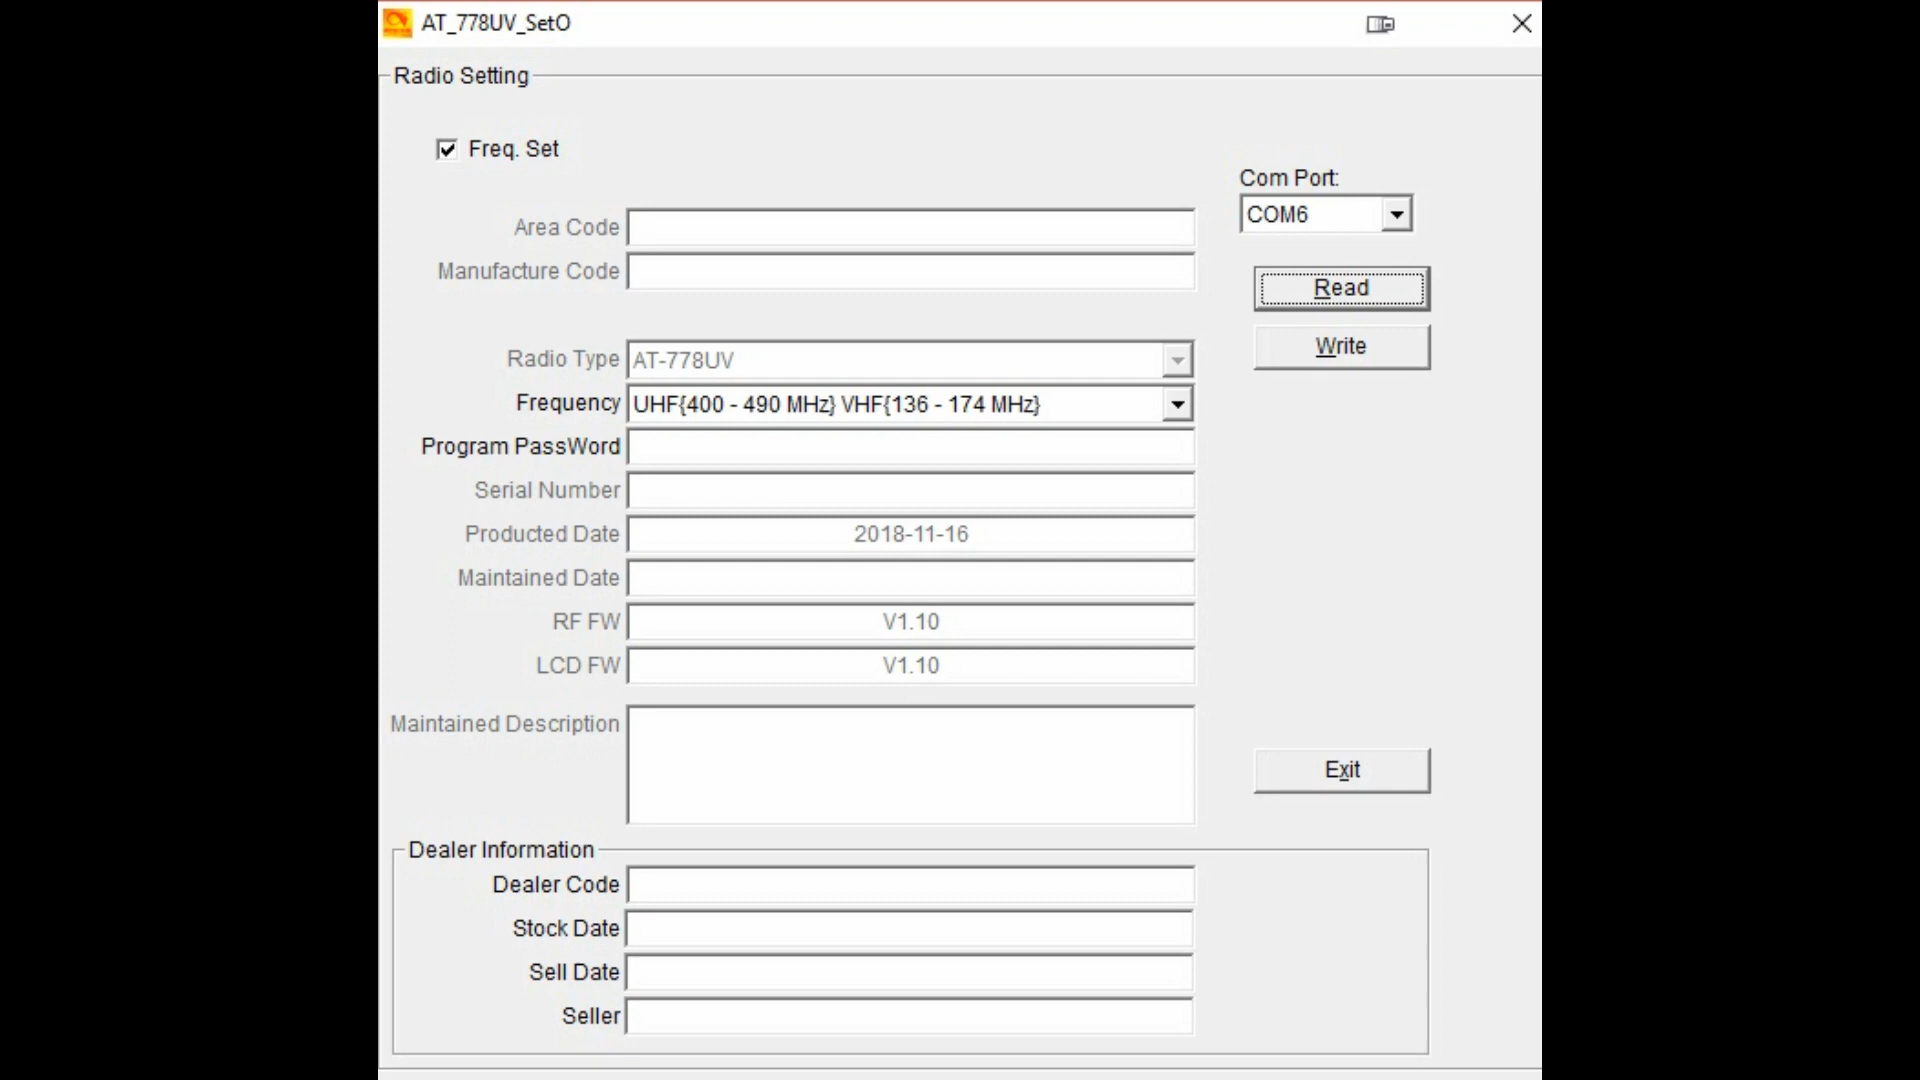 AT_778UV_SetO
Radio Setting
Freq. Set
Com Port:
COM6
Area Code
Manufacture Code
Read
Write
Radio Type AT-778UV
Frequency UHF{400 - 490 MHz} VHF{136 - 174 MHz}
Program PassWord
Serial Number
Producted Date 2018-11-16
Maintained Date
RF FW V1.10
LCD FW V1.10
Maintained Description
Exit
Dealer Information
Dealer Code
Stock Date
Sell Date
Seller